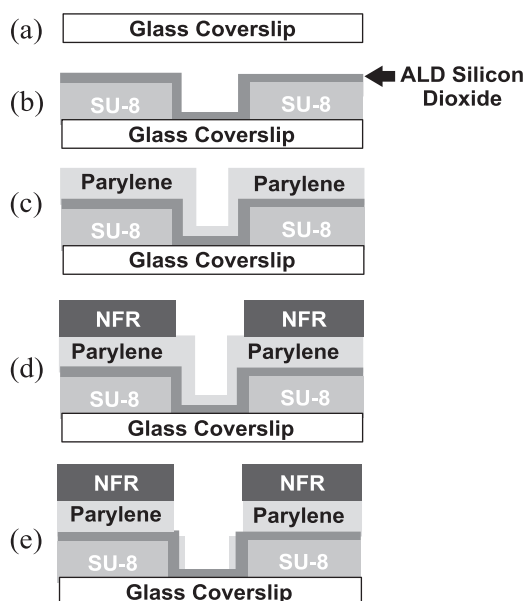 (a) Glass Coverslip
ALD Silicon
Dioxide
(b) SU-8 SU-8
Glass Coverslip
Parylene Parylene
(c) SU-8 SU-8
Glass Coverslip
NFR NFR
(d) Parylene Parylene
SU-8 SU-8
Glass Coverslip
NFR NFR
Parylene Parylene
(e) SU-8 SU-8
Glass Coverslip